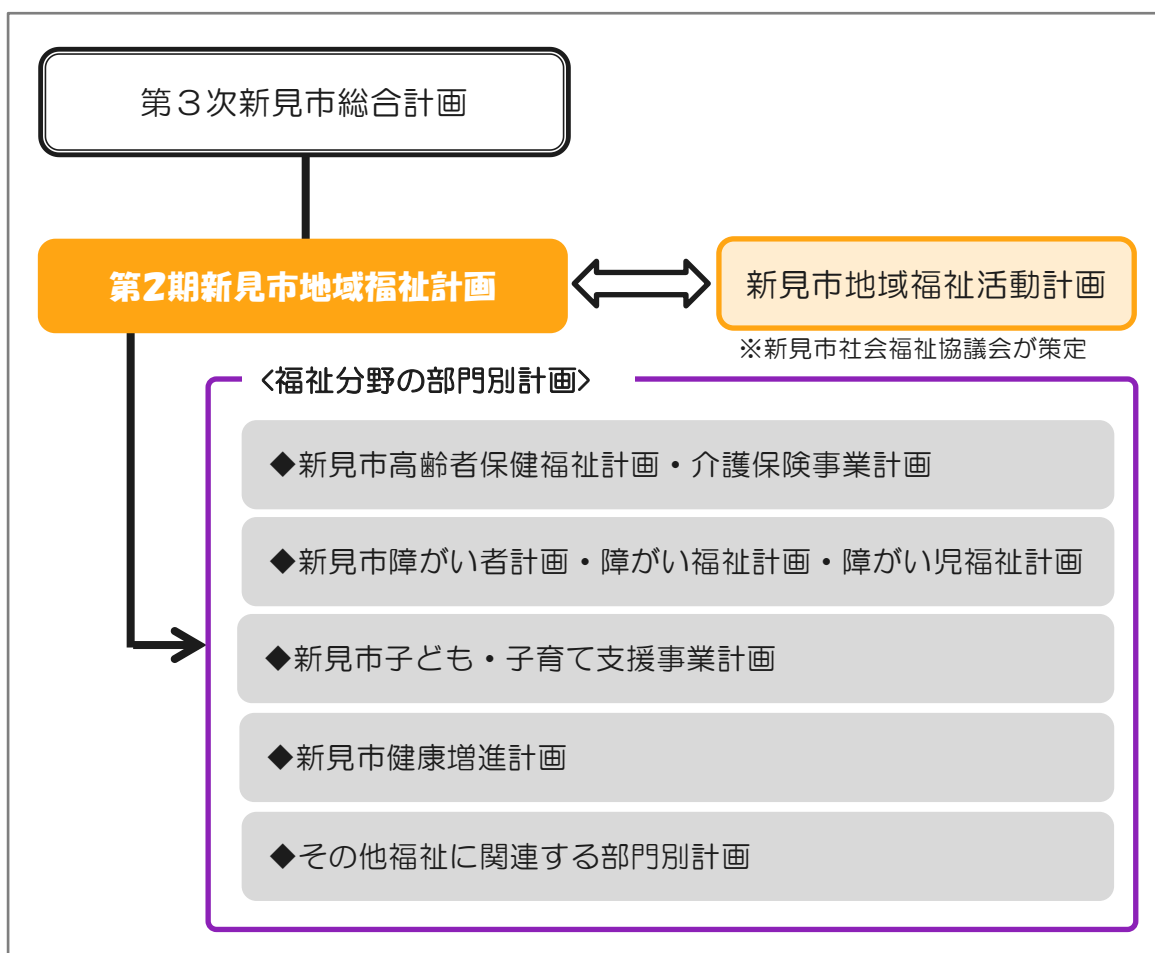 第３次新見市総合計画
第2期新見市地域福祉計画
新見市地域福祉活動計画
※新見市社会福祉協議会が策定
<福祉分野の部門別計画>
◆新見市高齢者保健福祉計画・介護保険事業計画
◆新見市障がい者計画・障がい福祉計画・障がい児福祉計画
◆新見市子ども・子育て支援事業計画
◆新見市健康増進計画
◆その他福祉に関連する部門別計画